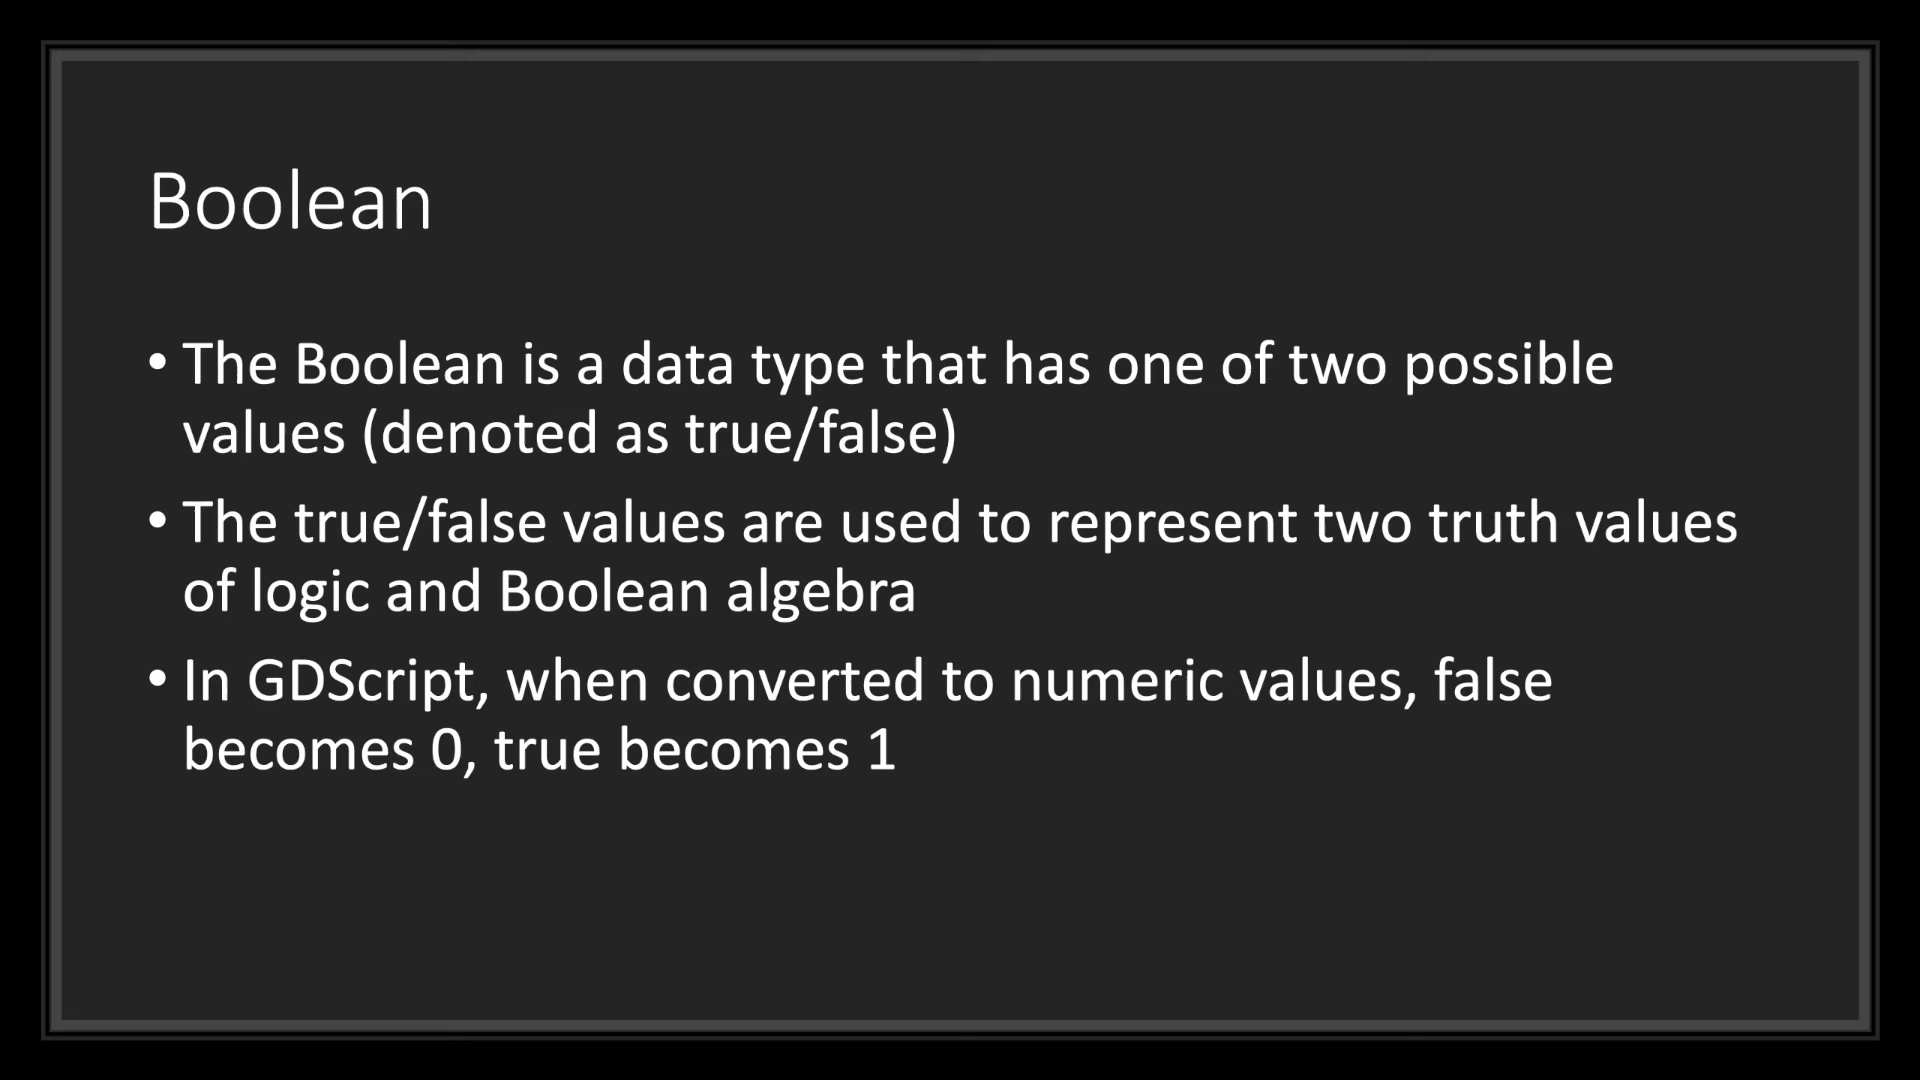 Boolean
• The Boolean is a data type that has one of two possible
values (denoted as true/false)
• The true/false values are used to represent two truth values
of logic and Boolean algebra
• In GDScript, when converted to numeric values, false
becomes 0, true becomes 1